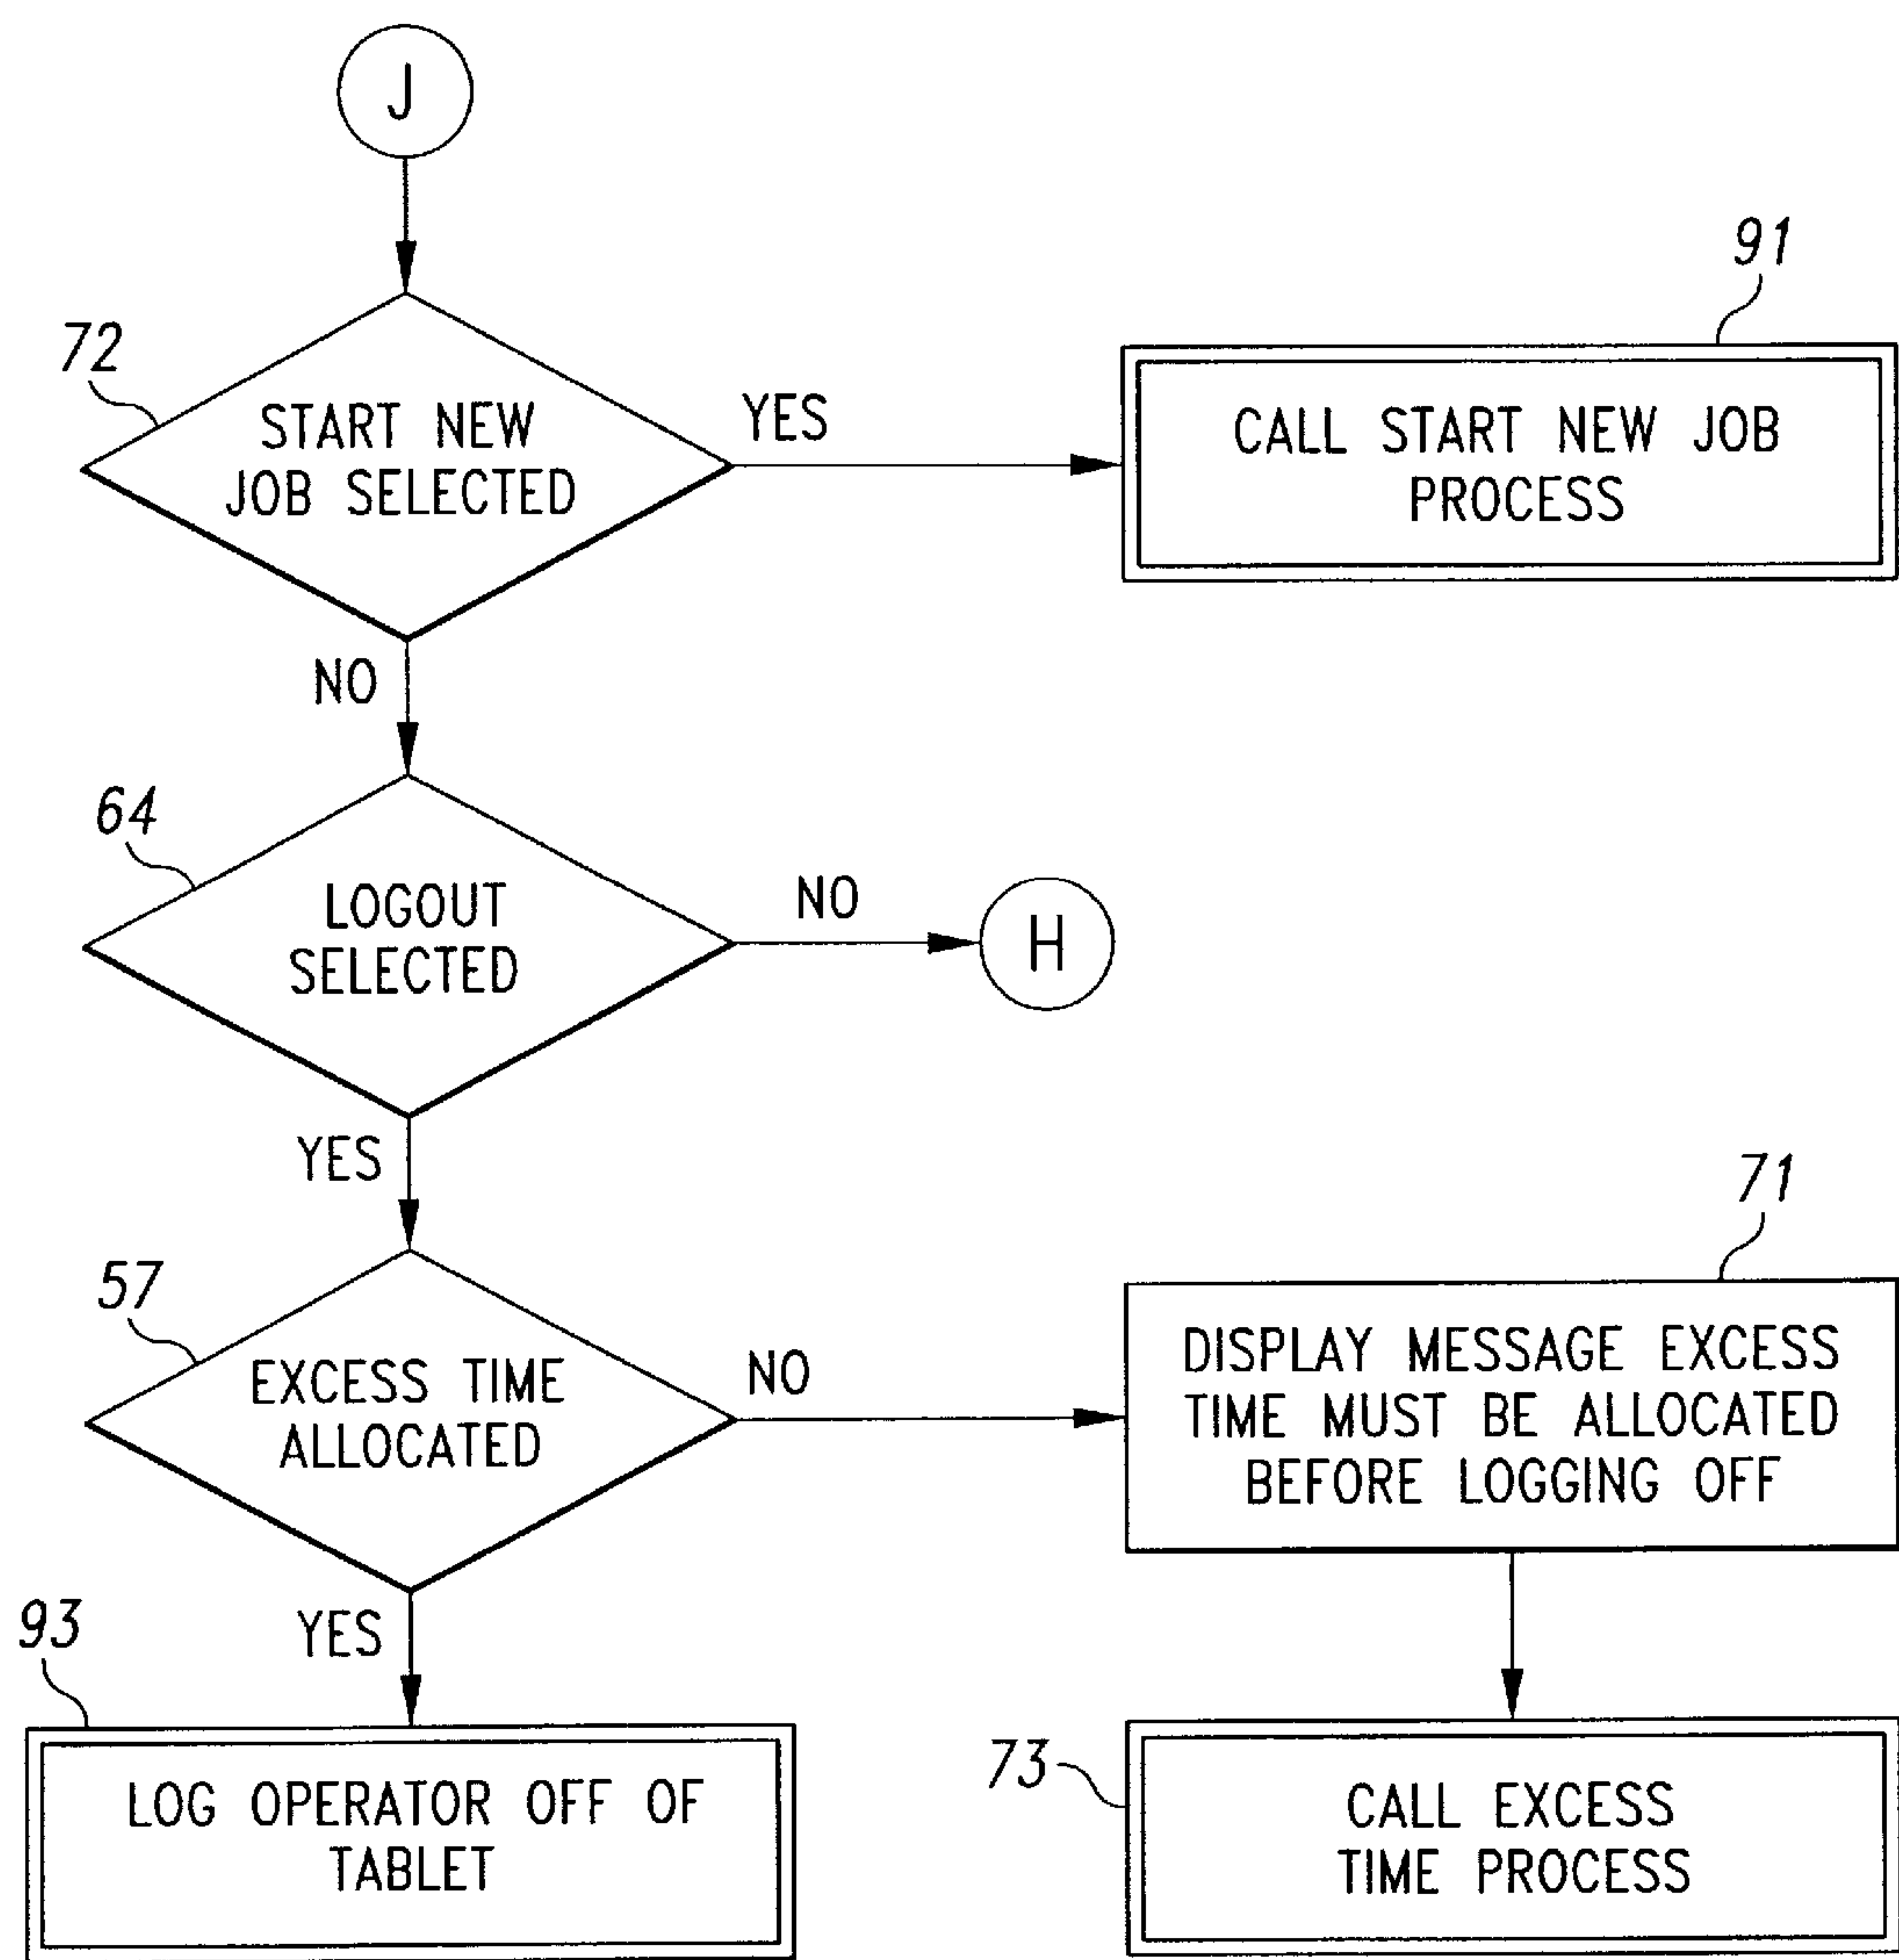 J
72
START NEW
JOB SELECTED
YES
91
CALL START NEW JOB
PROCESS
NO
64
LOGOUT
SELECTED
NO
H
YES
57
EXCESS TIME
ALLOCATED
NO
71
DISPLAY MESSAGE EXCESS
TIME MUST BE ALLOCATED
BEFORE LOGGING OFF
YES
93
LOG OPERATOR OFF OF
TABLET
73
CALL EXCESS
TIME PROCESS